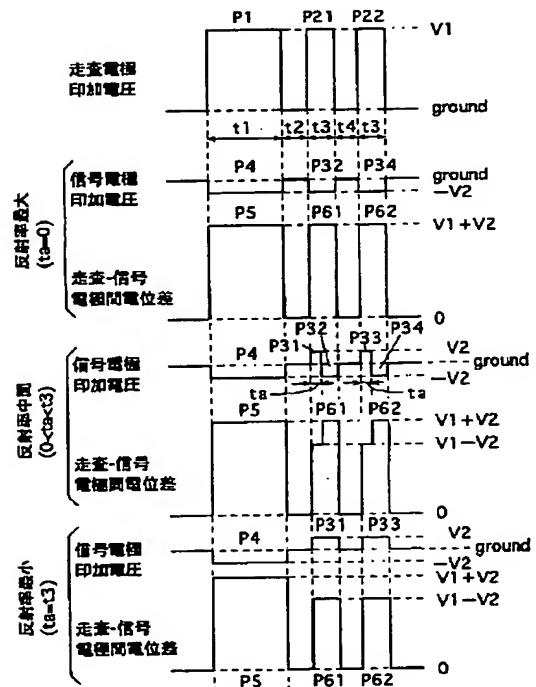 P1 P21 P22
V1
走査電極
印加電圧
ground
t1 t2 t3 t4 t3
反射率最大
(ta=0)
信号電極
印加電圧
P4 P32 P34
ground
−V2
P5 P61 P62
V1+V2
走査-信号
電極間電位差
0
反射率中間
(0<ta<t3)
信号電極
印加電圧
P4 P31 P32 P33 P34
V2
ground
−V2
ta ta
P5 P61 P62
V1+V2
V1−V2
走査-信号
電極間電位差
0
反射率最小
(ta=t3)
信号電極
印加電圧
P4 P31 P33
V2
ground
−V2
V1+V2
V1−V2
走査-信号
電極間電位差
0
P5 P61 P62